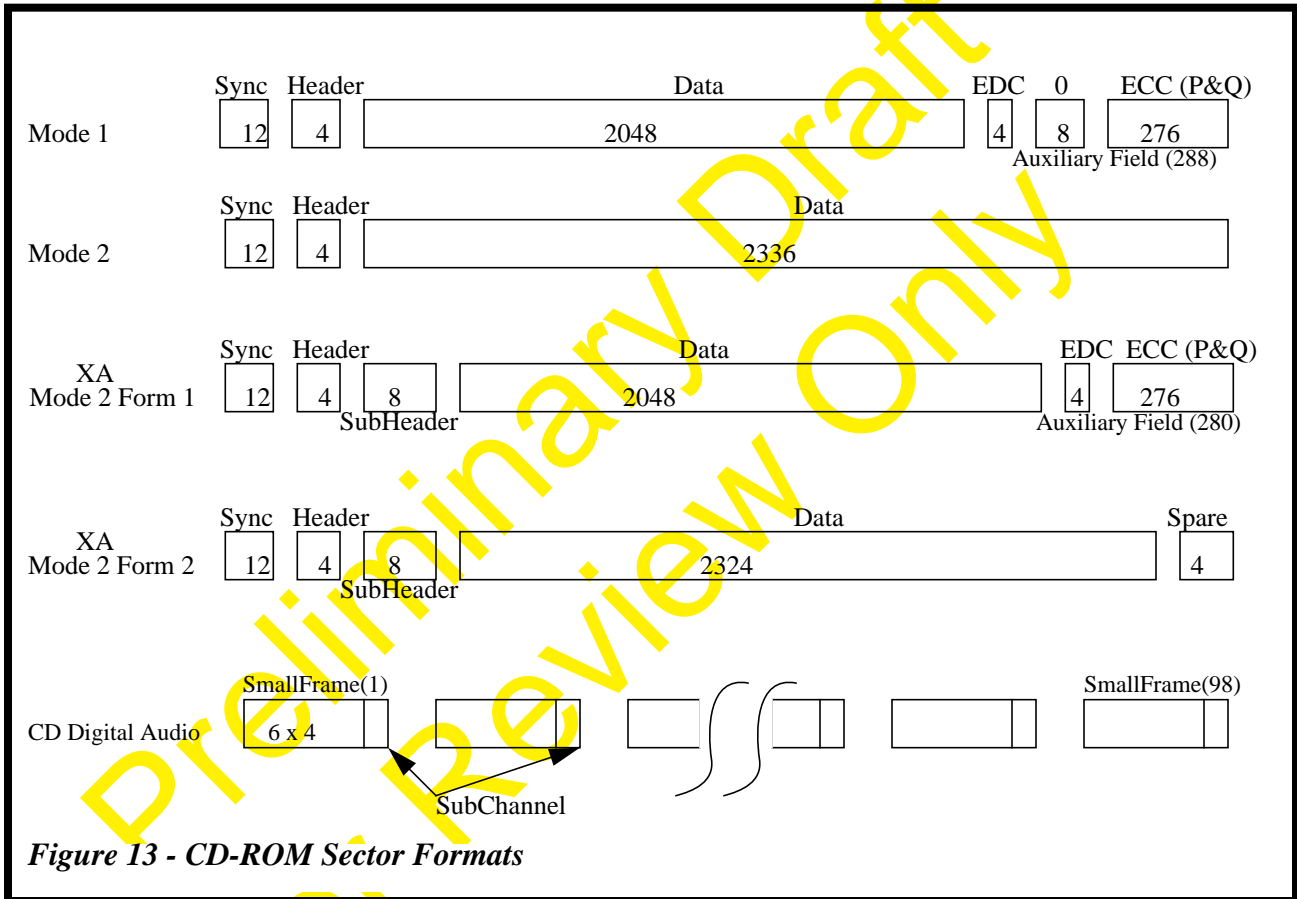 Sync Header Data EDC 0 ECC (P&Q)
Mode 1 12 4 2048 4 8 276
Auxiliary Field (288)
Sync Header Data
Mode 2 12 4 2336
Sync Header Data EDC ECC (P&Q)
XA
Mode 2 Form 1 12 4 8 2048 4 276
SubHeader Auxiliary Field (280)
Sync Header Data Spare
XA
Mode 2 Form 2 12 4 8 2324 4
SubHeader
SmallFrame(1) SmallFrame(98)
CD Digital Audio 6 x 4
SubChannel
Figure 13 - CD-ROM Sector Formats
Preliminary Draft
Review Only